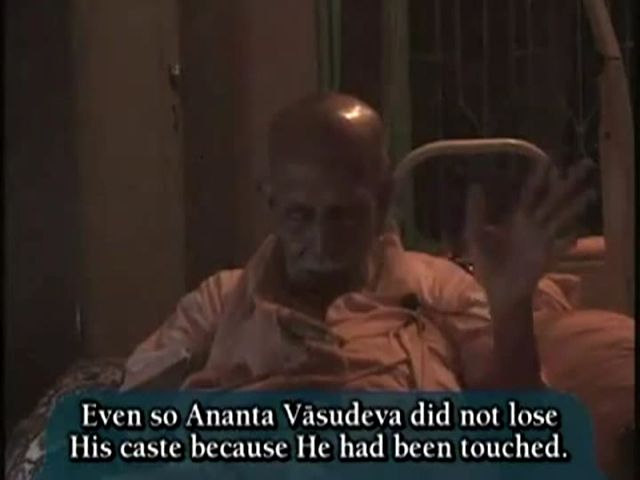 Even so Ananta Vāsudeva did not lose
His caste because He had been touched.